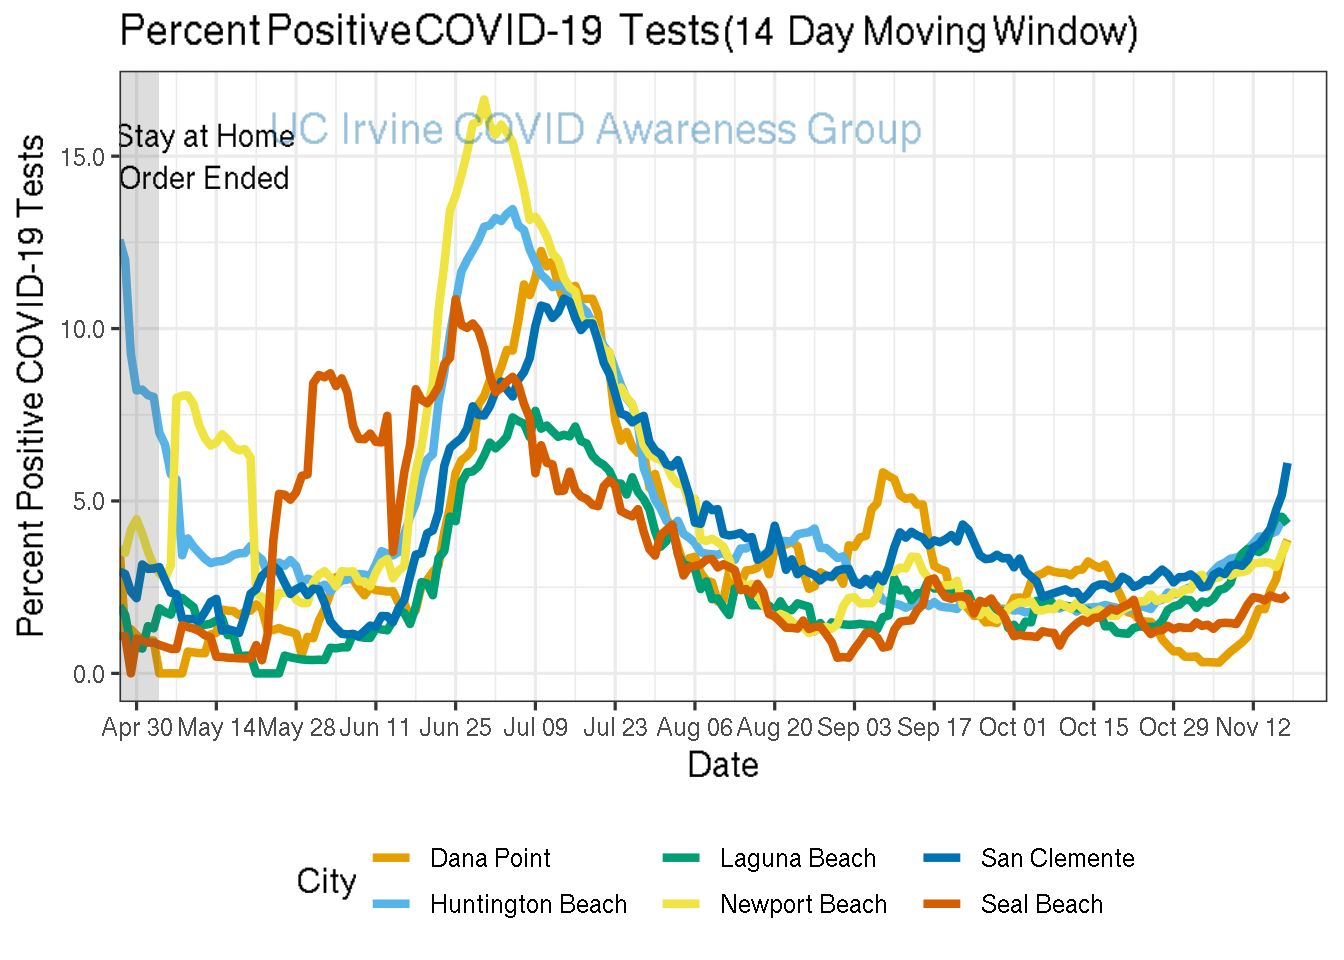 Percent Positive COVID-19 Tests(14 Day Moving Window)
UC Irvine COVID Awareness Group
Stay at Home
Order Ended
Percent Positive COVID-19 Tests
15.0
10.0
5.0
0.0
Apr 30 May 14 May 28 Jun 11 Jun 25 Jul 09 Jul 23 Aug 06 Aug 20 Sep 03 Sep 17 Oct 01 Oct 15 Oct 29 Nov 12
Date
City
Dana Point Laguna Beach San Clemente
Huntington Beach Newport Beach Seal Beach